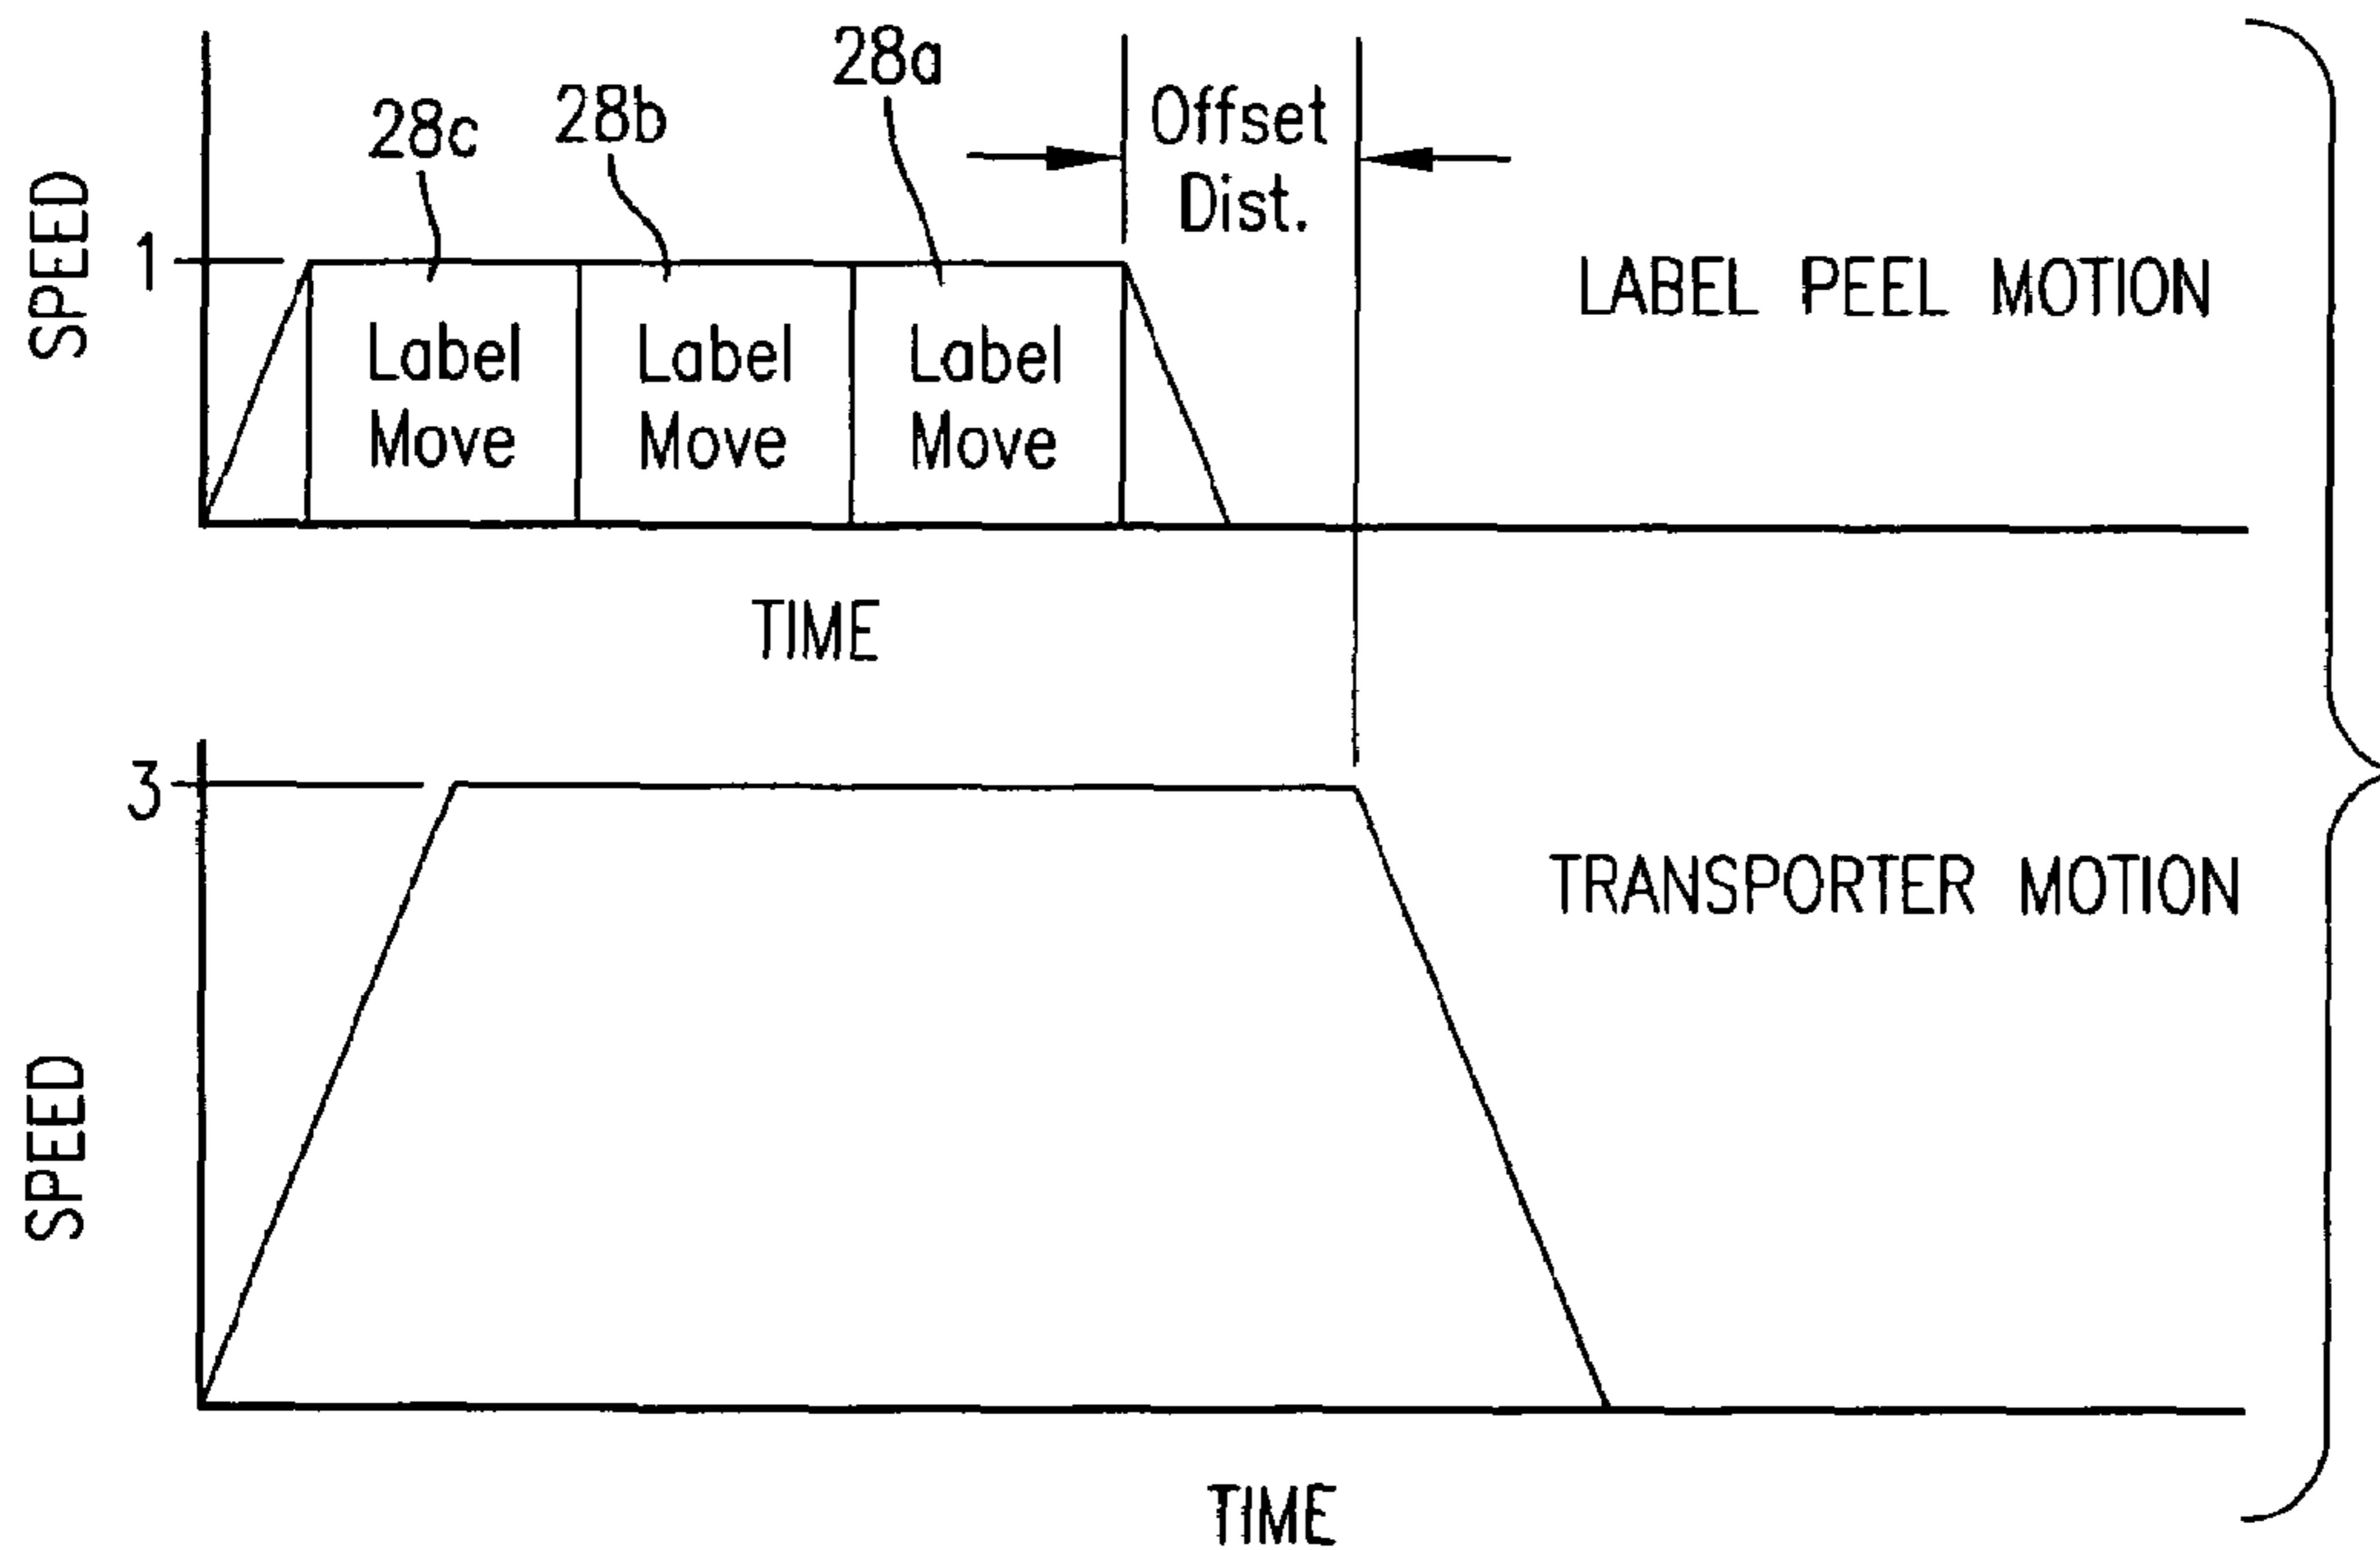 28a
28b
28c
Offset
Dist.
SPEED
1
LABEL PEEL MOTION
Label
Move
Label
Move
Label
Move
TIME
3
TRANSPORTER MOTION
SPEED
TIME